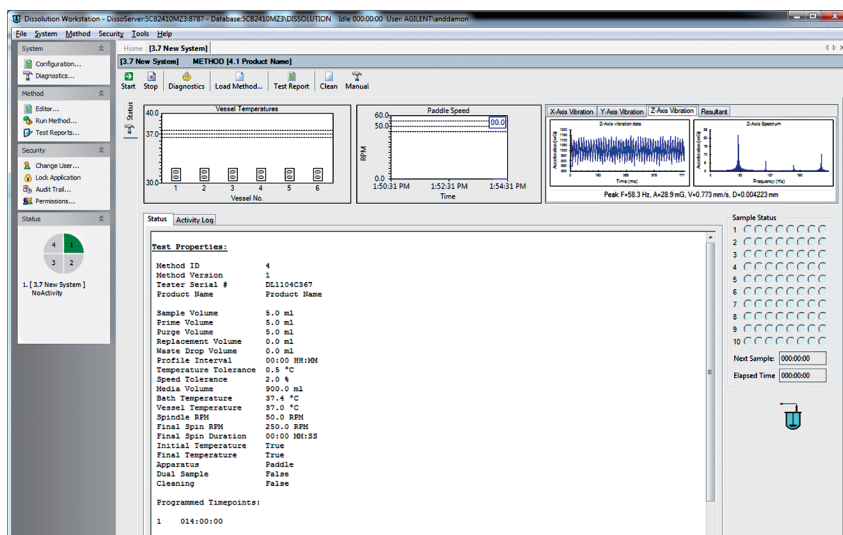 Dissolution Workstation - DissoServer:5CB2410MZ3:8787 - Database:5CB2410MZ3\DISSOLUTION Idle 000:00:00 User: AGILENT\anddamon
File System Method Security Tools Help
System
Configuration...
Diagnostics...
Method
Editor...
Run Method...
Test Reports...
Security
Change User...
Lock Application
Audit Trail...
Permissions...
Status
4 1
3 2
1. [ 3.7 New System ]
NoActivity
Home [3.7 New System]
[3.7 New System] METHOD [4.1 Product Name]
Start Stop Diagnostics Load Method... Test Report Clean Manual
Status
Vessel Temperatures
40.0
37.0
30.0
1 2 3 4 5 6
Vessel No.
Paddle Speed
60.0
50.0
00.0
RPM
0.0
1:50:31 PM 1:52:31 PM 1:54:31 PM
Time
X-Axis Vibration Y-Axis Vibration Z-Axis Vibration Resultant
Z-Axis vibration data
Time (ms)
Z-Axis Spectrum
Frequency (Hz)
Peak F=58.3 Hz, A=28.9 mG, V=0.773 mm/s, D=0.004223 mm
Status Activity Log
Test Properties:
Method ID 4
Method Version 1
Tester Serial # DL1104C367
Product Name Product Name
Sample Volume 5.0 ml
Prime Volume 5.0 ml
Purge Volume 5.0 ml
Replacement Volume 0.0 ml
Waste Drop Volume 0.0 ml
Profile Interval 00:00 HH:MM
Temperature Tolerance 0.5 °C
Speed Tolerance 2.0 %
Media Volume 900.0 ml
Bath Temperature 37.4 °C
Vessel Temperature 37.0 °C
Spindle RPM 50.0 RPM
Final Spin RPM 250.0 RPM
Final Spin Duration 00:00 MM:SS
Initial Temperature True
Final Temperature True
Apparatus Paddle
Dual Sample False
Cleaning False
Programmed Timepoints:
1 014:00:00
Sample Status
1
2
3
4
5
6
7
8
9
10
Next Sample: 000:00:00
Elapsed Time 000:00:00